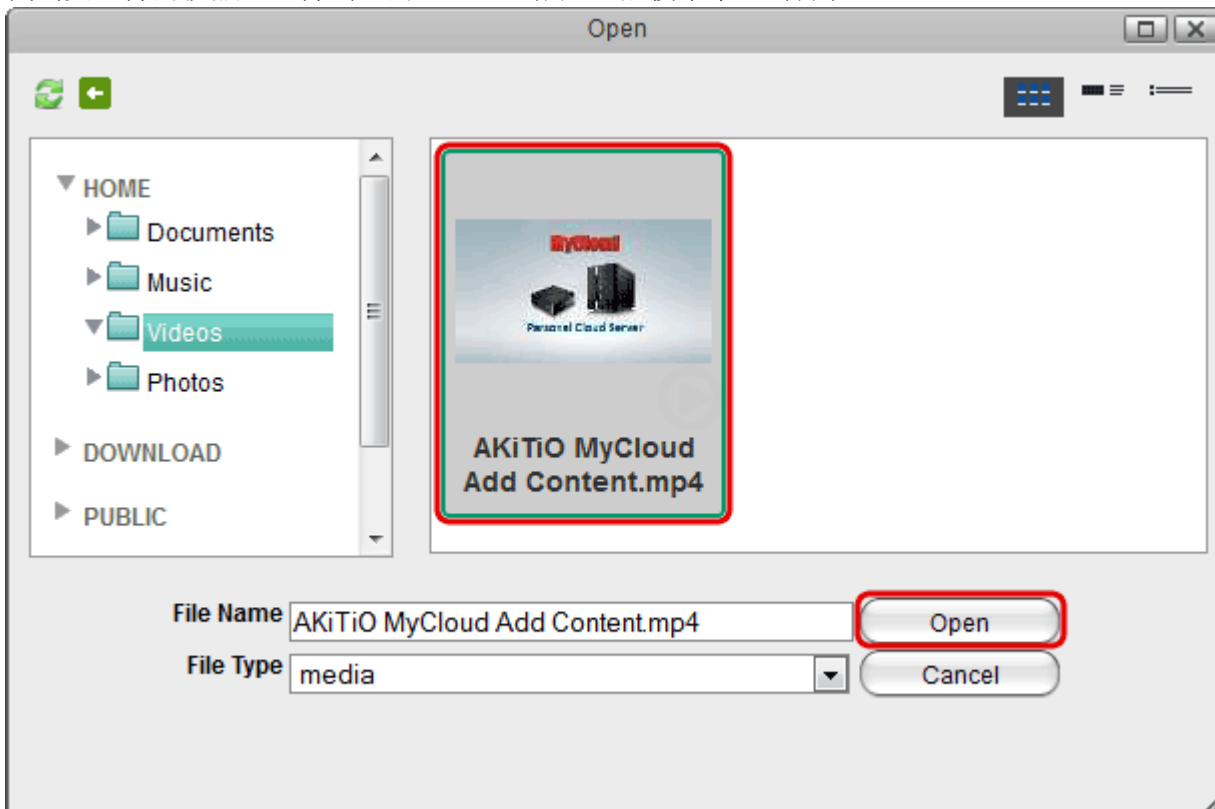 Open
HOME
Documents
Music
Videos
Photos
DOWNLOAD
PUBLIC
MyCloud
Personal Cloud Server
AKiTiO MyCloud
Add Content.mp4
File Name
AKiTiO MyCloud Add Content.mp4
Open
File Type
media
Cancel